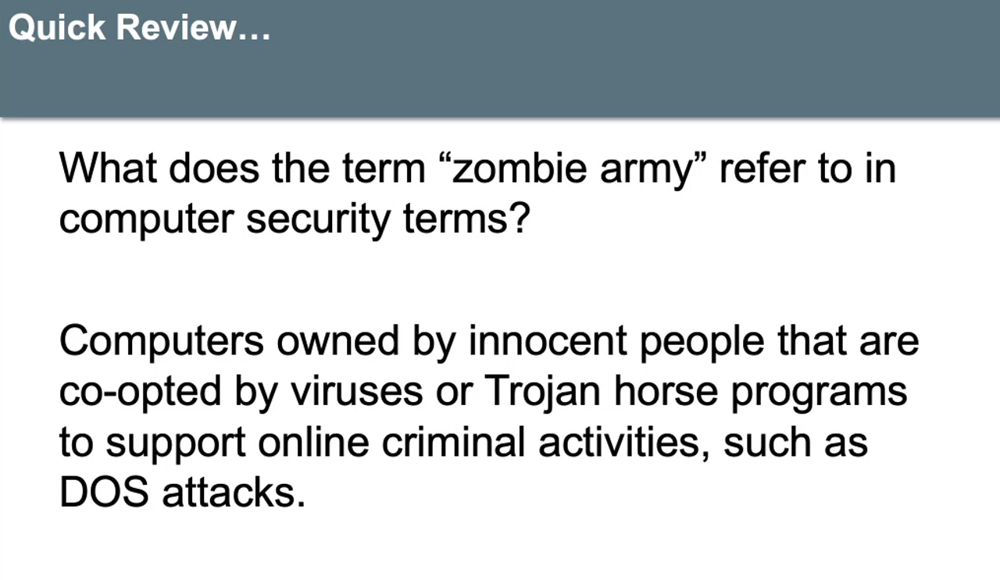 Quick Review…
What does the term “zombie army” refer to in
computer security terms?
Computers owned by innocent people that are
co-opted by viruses or Trojan horse programs
to support online criminal activities, such as
DOS attacks.